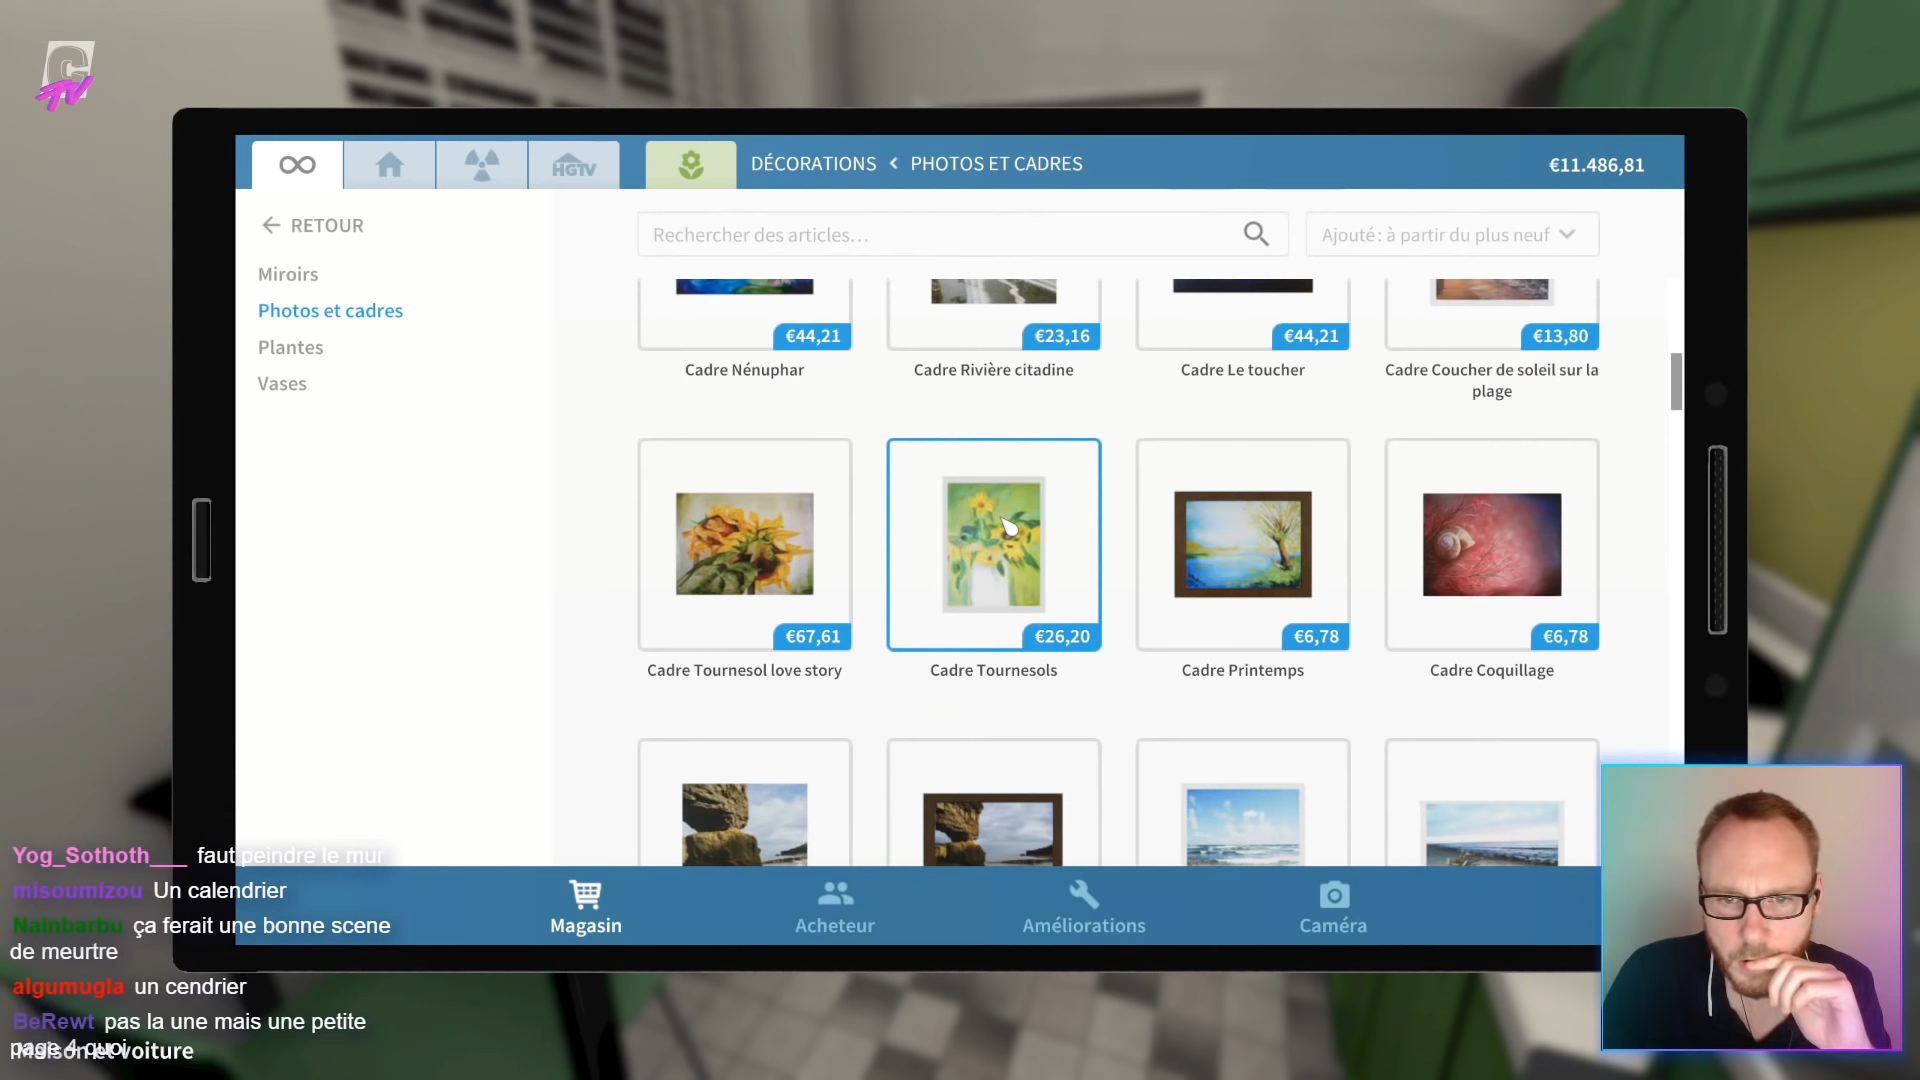 C
TV
HGTV
DÉCORATIONS < PHOTOS ET CADRES
€11.486,81
RETOUR
Miroirs
Photos et cadres
Plantes
Vases
Rechercher des articles...
Ajouté : à partir du plus neuf
€44,21
€23,16
€44,21
€13,80
Cadre Nénuphar
Cadre Rivière citadine
Cadre Le toucher
Cadre Coucher de soleil sur la
plage
€67,61
€26,20
€6,78
€6,78
Cadre Tournesol love story
Cadre Tournesols
Cadre Printemps
Cadre Coquillage
Magasin
Acheteur
Améliorations
Caméra
Yog_Sothoth___ faut peindre le mur
misoumizou Un calendrier
Nainbarbu ça ferait une bonne scene
de meurtre
algumugla un cendrier
BeRewt pas la une mais une petite
page 4 quoi
Maison et voiture